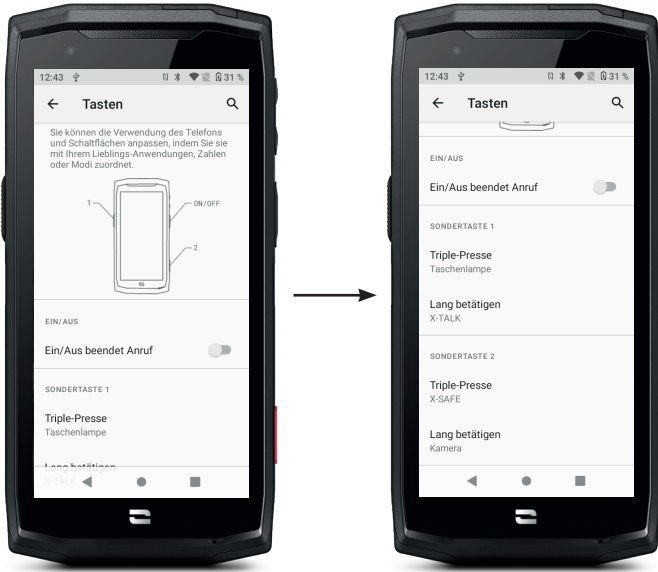 12:43 31 %
Tasten
Sie können die Verwendung des Telefons
und Schaltflächen anpassen, indem Sie sie
mit Ihrem Lieblings-Anwendungen, Zahlen
oder Modi zuordnet.
1
ON/OFF
2
EIN/AUS
Ein/Aus beendet Anruf
SONDERTASTE 1
Triple-Presse
Taschenlampe
Lang betätigen
X-TALK
12:43 31 %
Tasten
EIN/AUS
Ein/Aus beendet Anruf
SONDERTASTE 1
Triple-Presse
Taschenlampe
Lang betätigen
X-TALK
SONDERTASTE 2
Triple-Presse
X-SAFE
Lang betätigen
Kamera